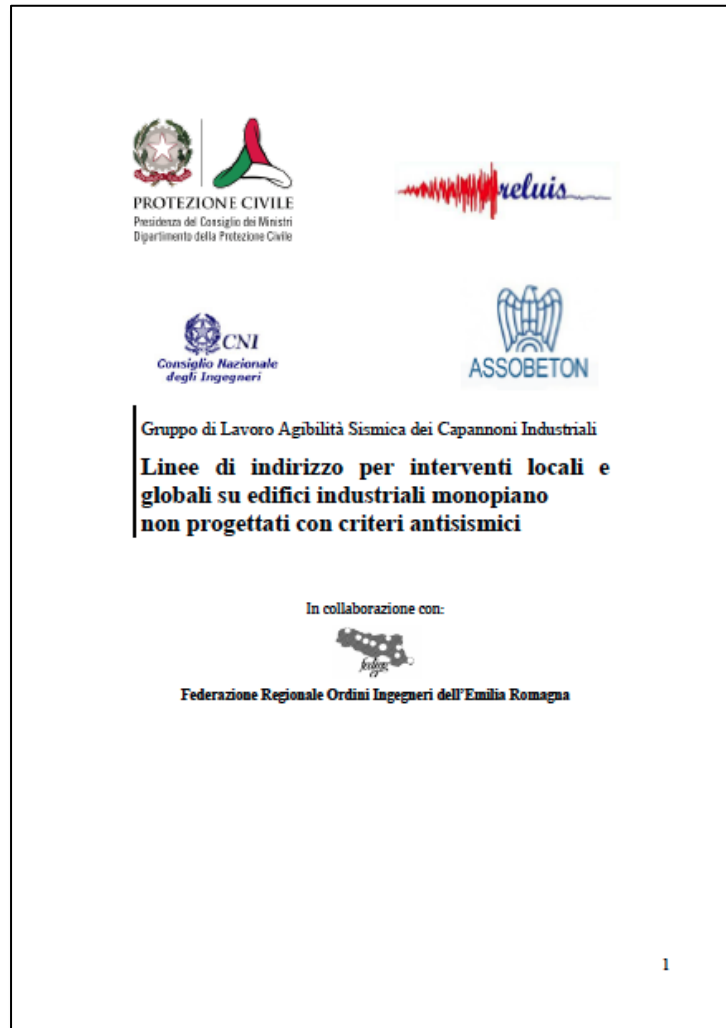 PROTEZIONE CIVILE
Presidenza del Consiglio dei Ministri
Dipartimento della Protezione Civile
reluis
CNI
Consiglio Nazionale
degli Ingegneri
ASSOBETON
Gruppo di Lavoro Agibilità Sismica dei Capannoni Industriali
Linee di indirizzo per interventi locali e
globali su edifici industriali monopiano
non progettati con criteri antisismici
In collaborazione con:
Federazione Regionale Ordini Ingegneri dell'Emilia Romagna
1